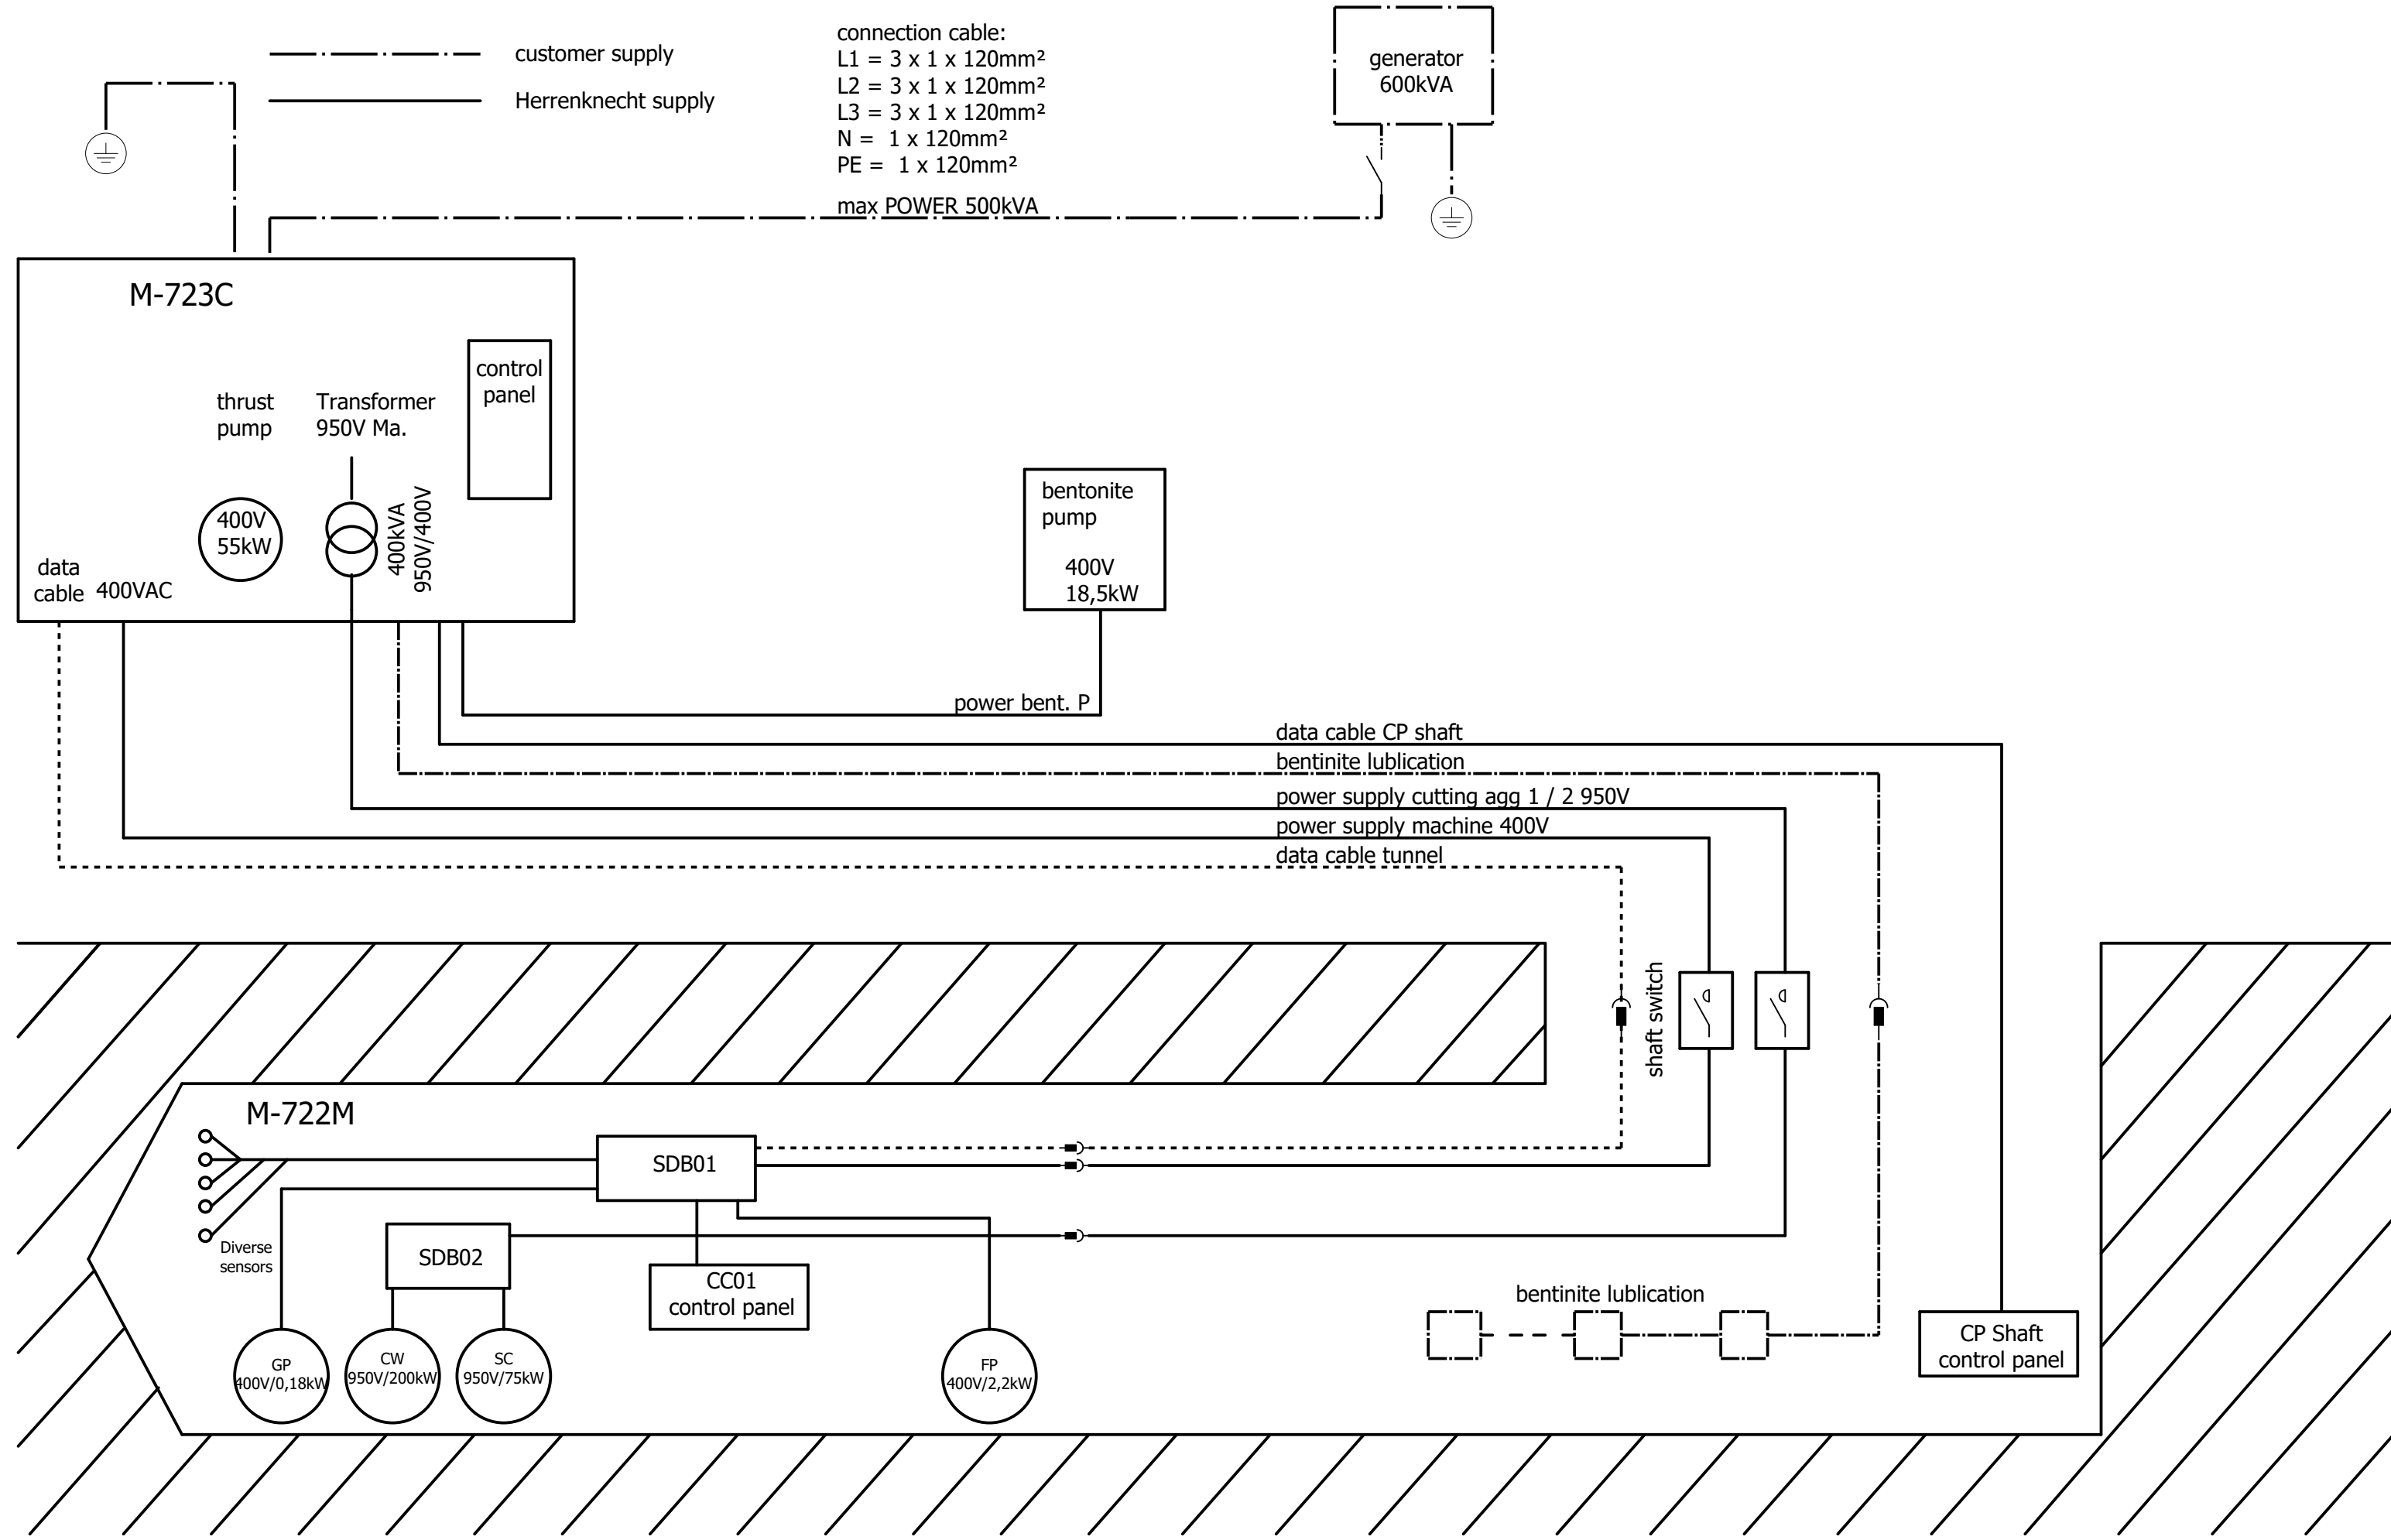 customer supply
Herrenknecht supply
connection cable:
L1 = 3 x 1 x 120mm²
L2 = 3 x 1 x 120mm²
L3 = 3 x 1 x 120mm²
N =  1 x 120mm²
PE =  1 x 120mm²
max POWER 500kVA
generator
600kVA
M-723C
control
panel
thrust
pump
Transformer
950V Ma.
400V
55kW
400kVA
950V/400V
data
cable
400VAC
bentonite
pump
400V
18,5kW
power bent. P
data cable CP shaft
bentinite lublication
power supply cutting agg 1 / 2 950V
power supply machine 400V
data cable tunnel
shaft switch
M-722M
SDB01
Diverse
sensors
SDB02
CC01
control panel
bentinite lublication
GP
400V/0,18kW
CW
950V/200kW
SC
950V/75kW
FP
400V/2,2kW
CP Shaft
control panel